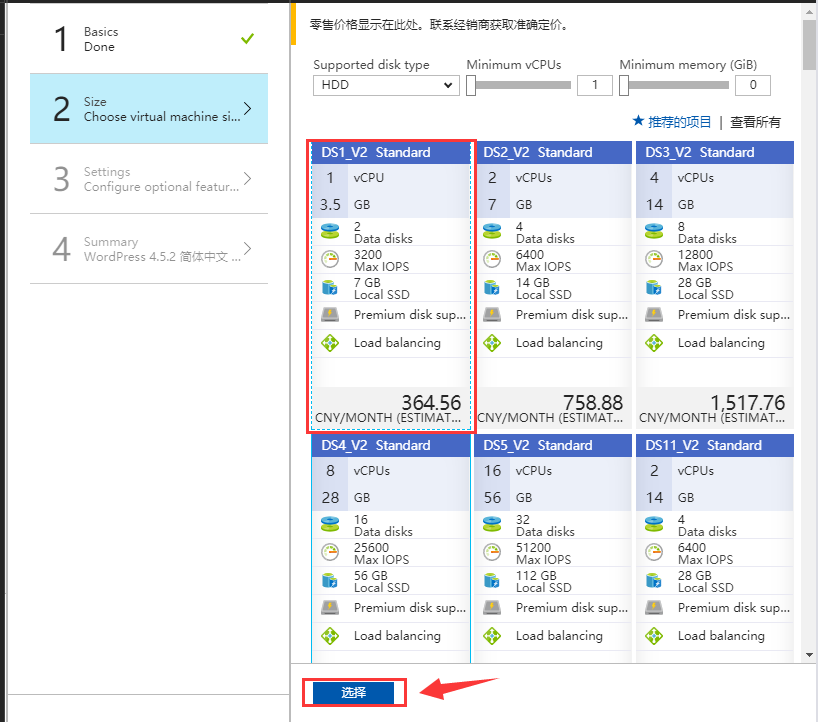 1
Basics
Done
2
Size
Choose virtual machine si...
3
Settings
Configure optional featur...
4
Summary
WordPress 4.5.2 简体中文 ...
零售价格显示在此处。联系经销商获取准确定价。
Supported disk type
Minimum vCPUs
Minimum memory (GiB)
HDD
1
0
★ 推荐的项目 | 查看所有
DS1_V2 Standard
1 vCPU
3.5 GB
2
Data disks
3200
Max IOPS
7 GB
Local SSD
Premium disk sup...
Load balancing
364.56
CNY/MONTH (ESTIMAT...
DS2_V2 Standard
2 vCPUs
7 GB
4
Data disks
6400
Max IOPS
14 GB
Local SSD
Premium disk sup...
Load balancing
758.88
CNY/MONTH (ESTIMAT...
DS3_V2 Standard
4 vCPUs
14 GB
8
Data disks
12800
Max IOPS
28 GB
Local SSD
Premium disk sup...
Load balancing
1,517.76
CNY/MONTH (ESTIMAT...
DS4_V2 Standard
8 vCPUs
28 GB
16
Data disks
25600
Max IOPS
56 GB
Local SSD
Premium disk sup...
Load balancing
DS5_V2 Standard
16 vCPUs
56 GB
32
Data disks
51200
Max IOPS
112 GB
Local SSD
Premium disk sup...
Load balancing
DS11_V2 Standard
2 vCPUs
14 GB
4
Data disks
6400
Max IOPS
28 GB
Local SSD
Premium disk sup...
Load balancing
选择